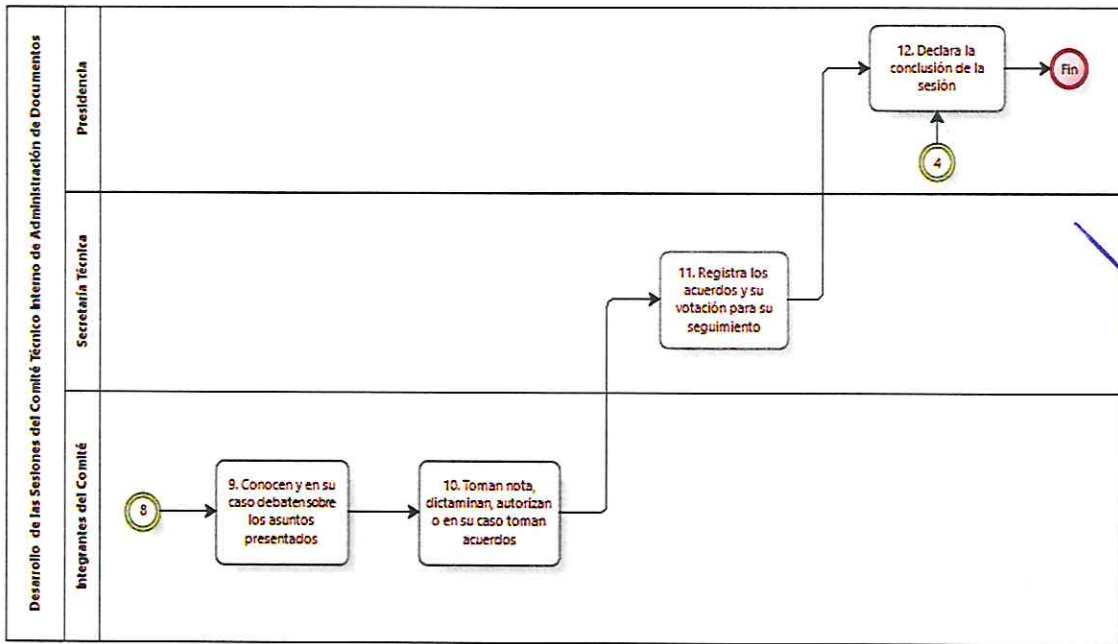 Desarrollo de las Sesiones del Comité Técnico Interno de Administración de Documentos
Presidencia
12. Declara la
conclusión de la
sesión
Fin
4
Secretaría Técnica
11. Registra los
acuerdos y su
votación para su
seguimiento
Integrantes del Comité
8
9. Conocen y en su
caso debaten sobre
los asuntos
presentados
10. Toman nota,
dictaminan, autorizan
o en su caso toman
acuerdos